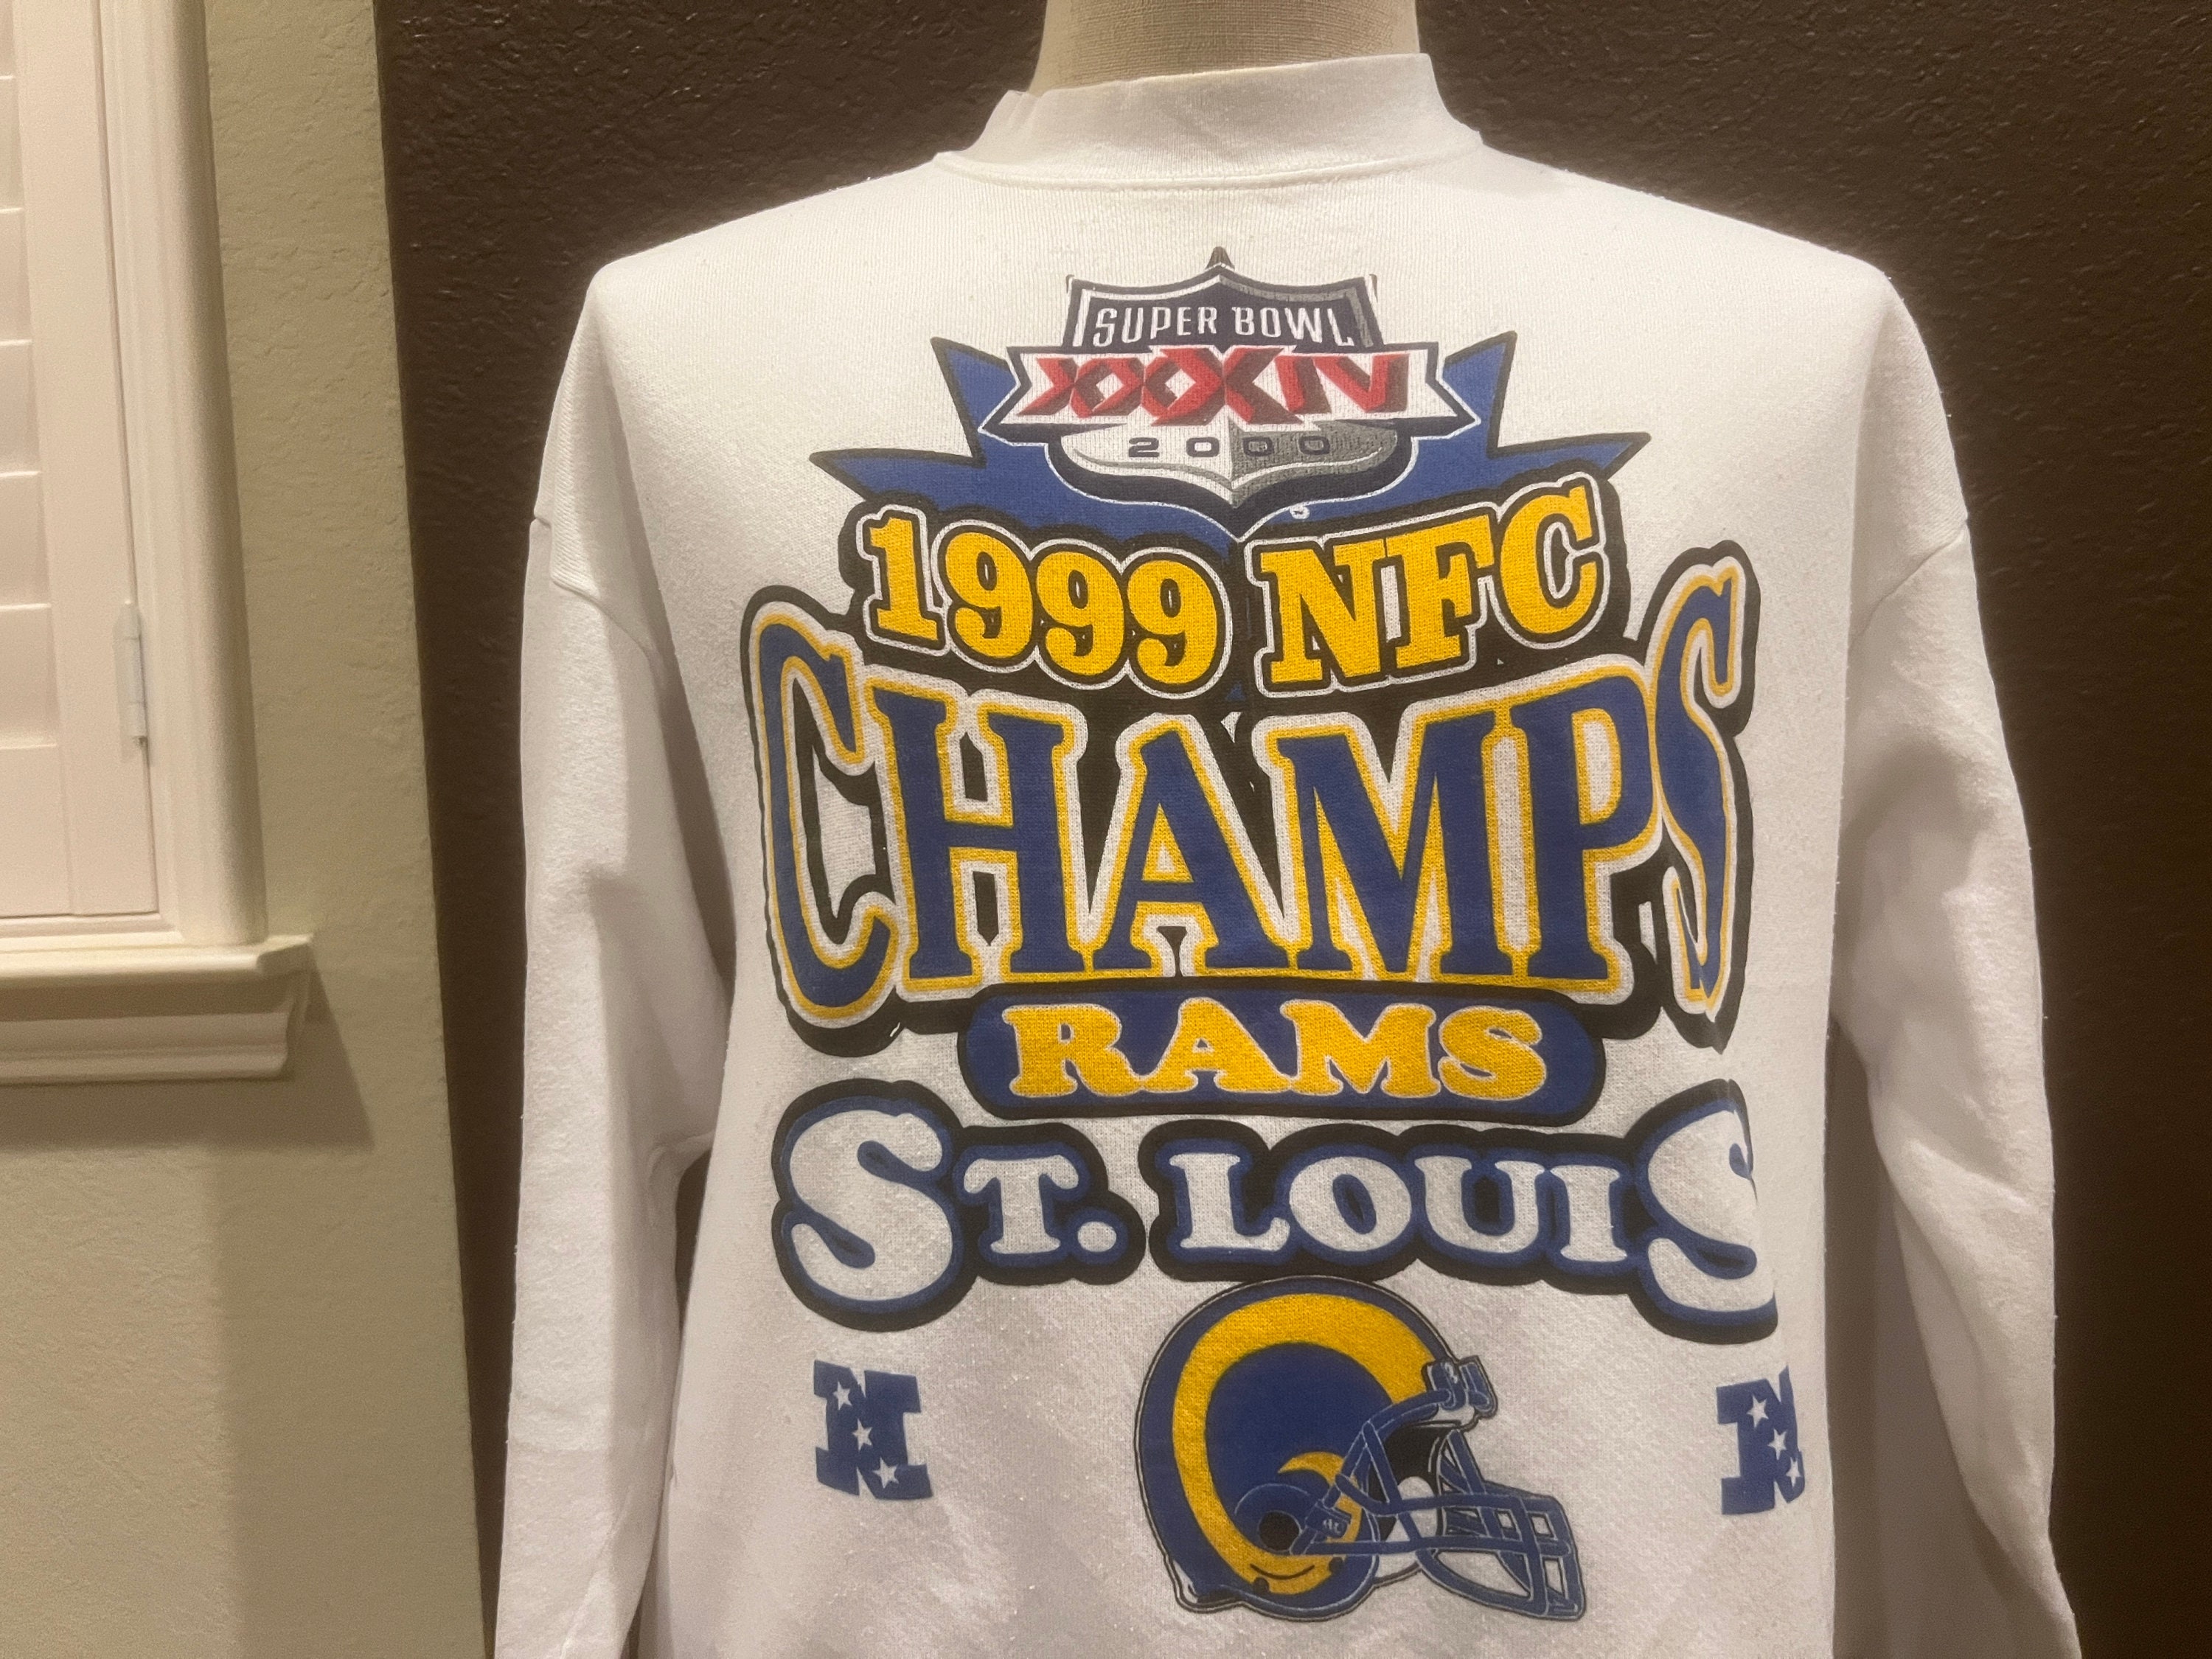 SUPER BOWL
XXXIV
2000
1999 NFC
CHAMPS
RAMS
ST. LOUIS
N N